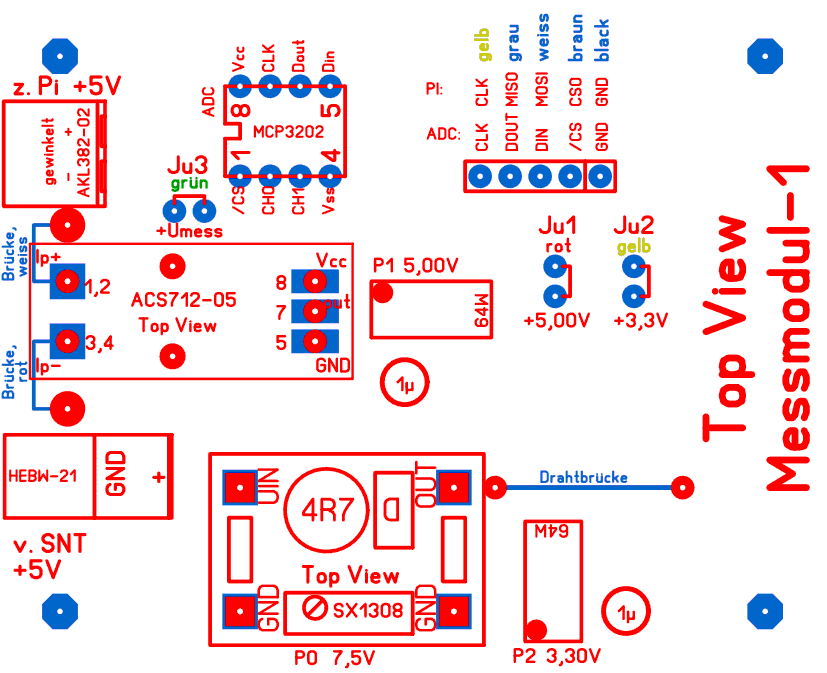 z. Pi +5V
gewinkelt
- +
AKL382-02
ADC
Vcc
CLK
Dout
Din
8
5
MCP3202
1
4
/CS
CH0
CH1
Vss
gelb
grau
weiss
braun
black
PI:
CLK
MISO
MOSI
CS0
GND
ADC:
CLK
DOUT
DIN
/CS
GND
Ju3
grün
+Umess
Brücke,
weiss
Ip+
1,2
ACS712-05
Top View
8
Vcc
7
out
5
GND
3,4
Ip-
Brücke,
rot
P1 5,00V
64W
1µ
Ju1
rot
+5,00V
Ju2
gelb
+3,3V
Top View
Messmodul-1
HEBW-21
GND
+
v. SNT
+5V
UIN
4R7
D
OUT
Top View
GND
SX1308
GND
P0 7,5V
Drahtbrücke
64W
1µ
P2 3,30V